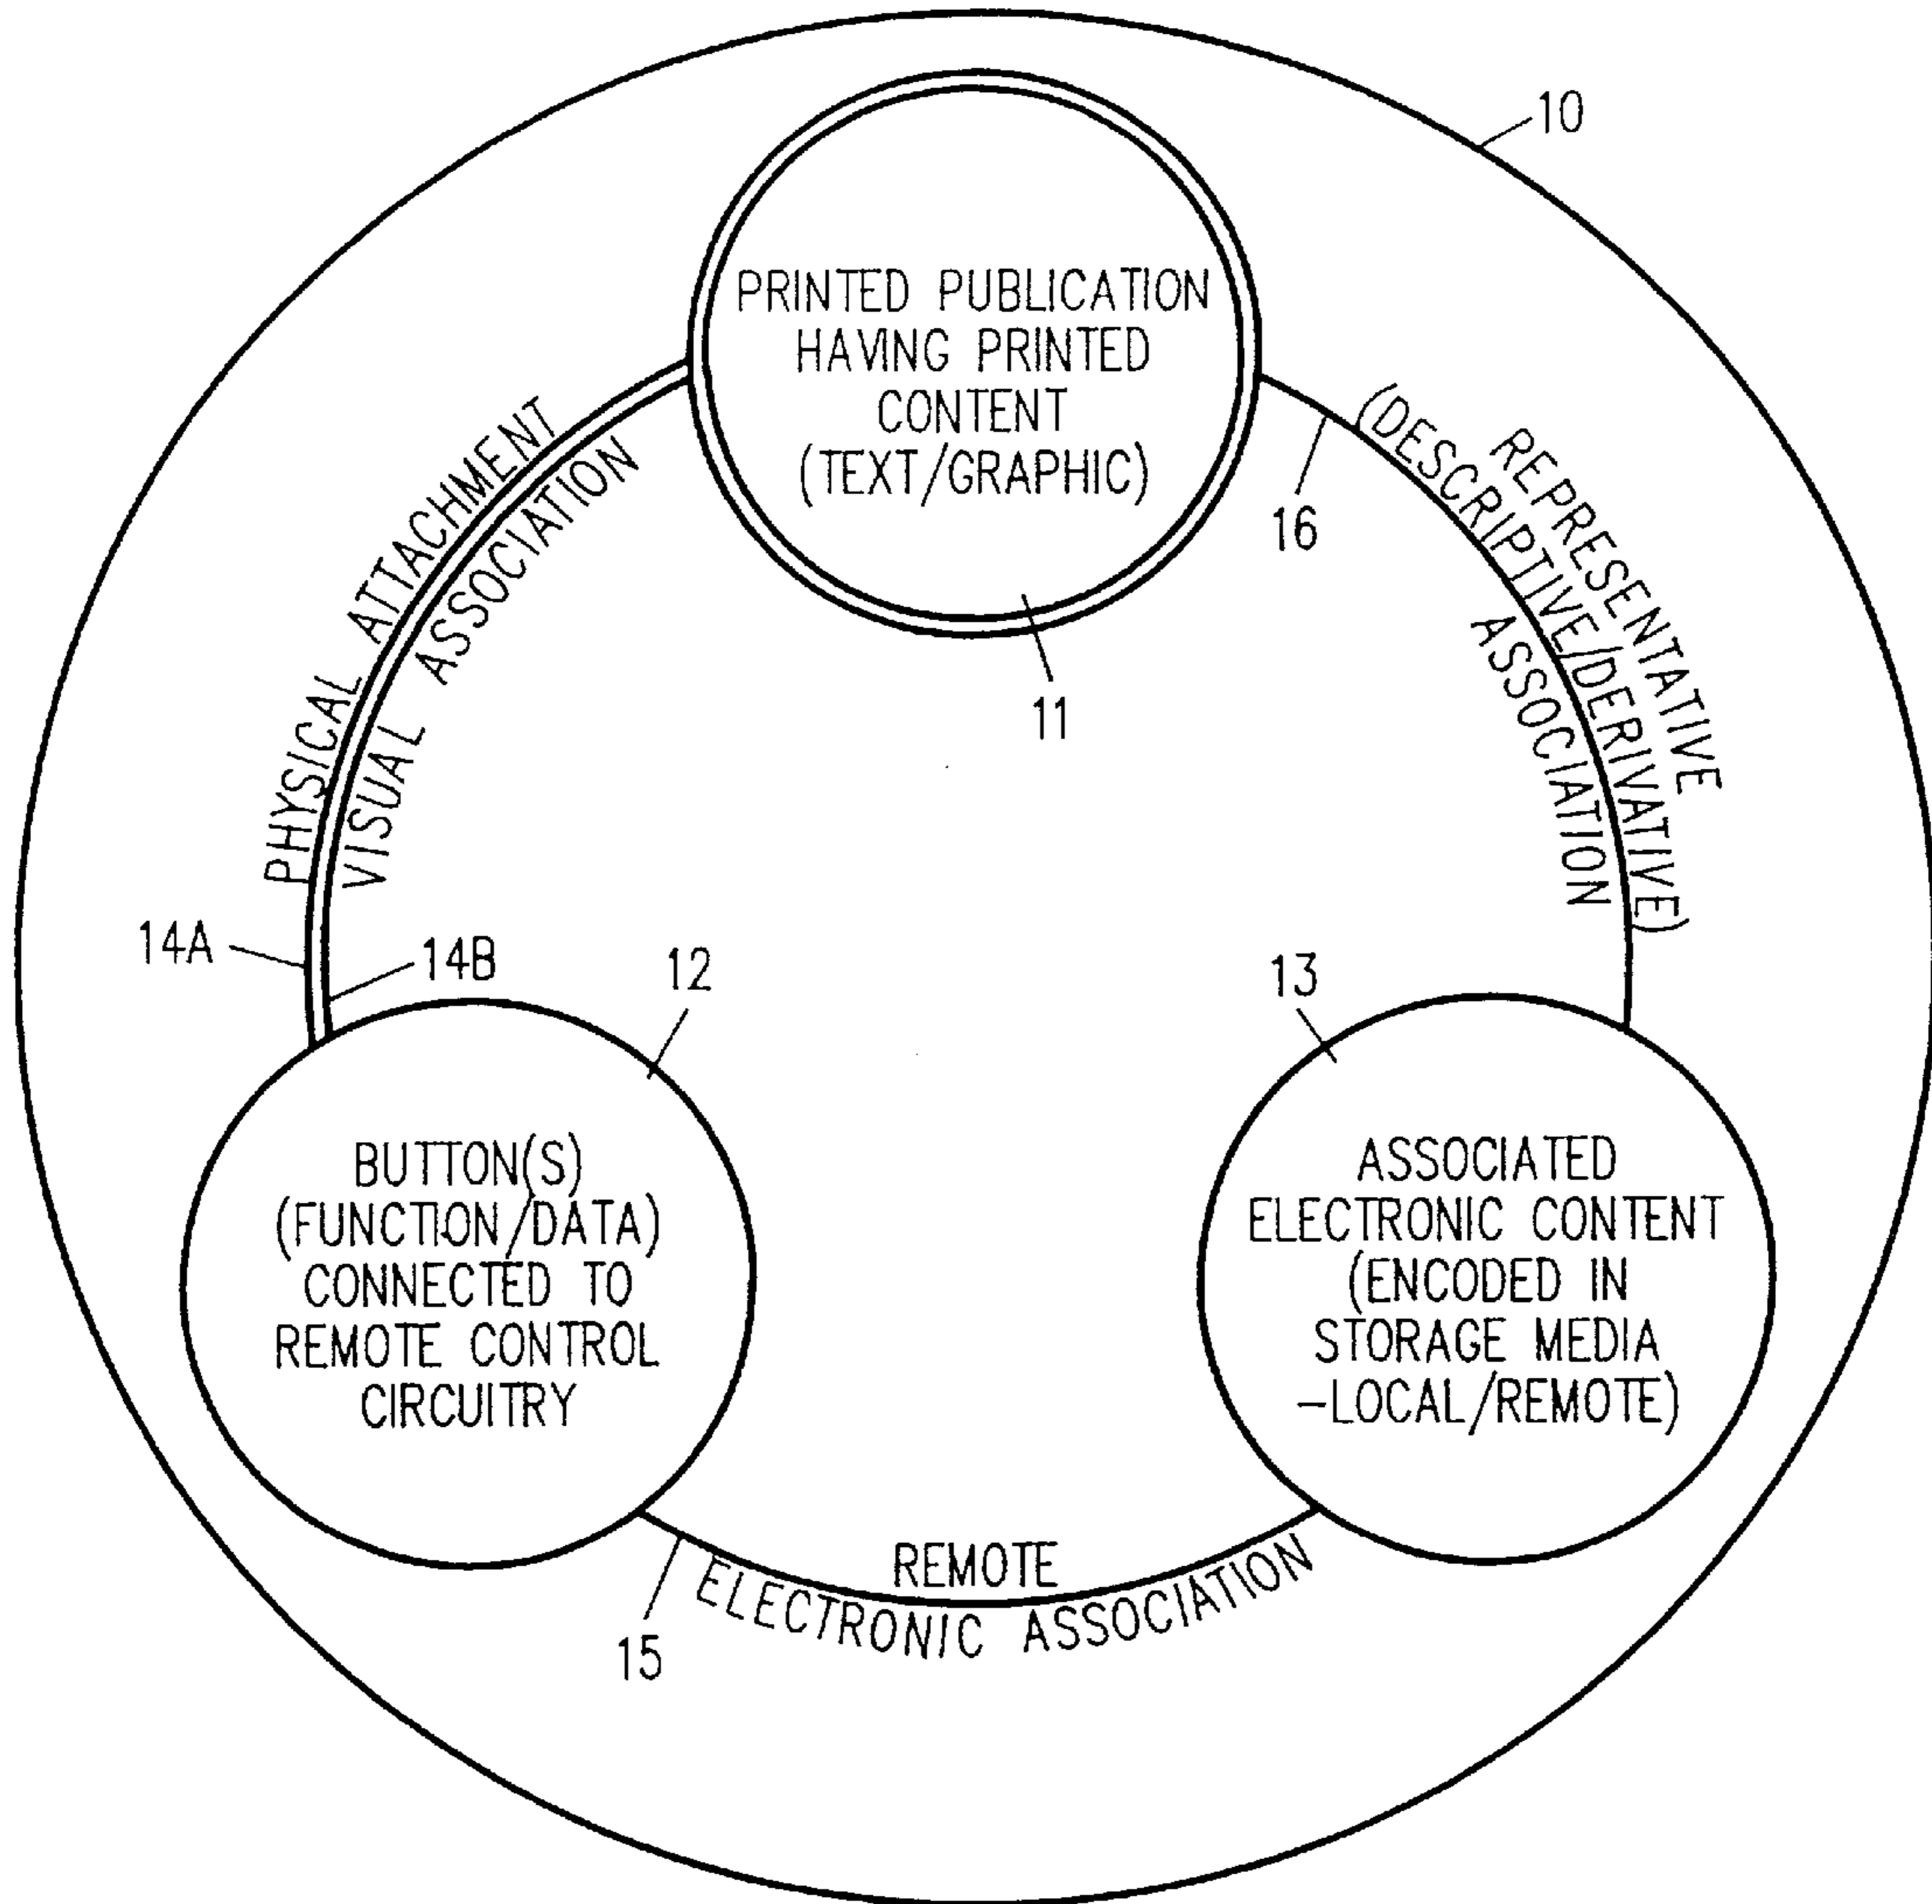 10
PRINTED PUBLICATION
HAVING PRINTED
CONTENT
(TEXT/GRAPHIC)
11
PHYSICAL ATTACHMENT
VISUAL ASSOCIATION
14A
14B
16
REPRESENTATIVE
(DESCRIPTIVE/DERIVATIVE)
ASSOCIATION
12
BUTTON(S)
(FUNCTION/DATA)
CONNECTED TO
REMOTE CONTROL
CIRCUITRY
13
ASSOCIATED
ELECTRONIC CONTENT
(ENCODED IN
STORAGE MEDIA
-LOCAL/REMOTE)
REMOTE
ELECTRONIC ASSOCIATION
15